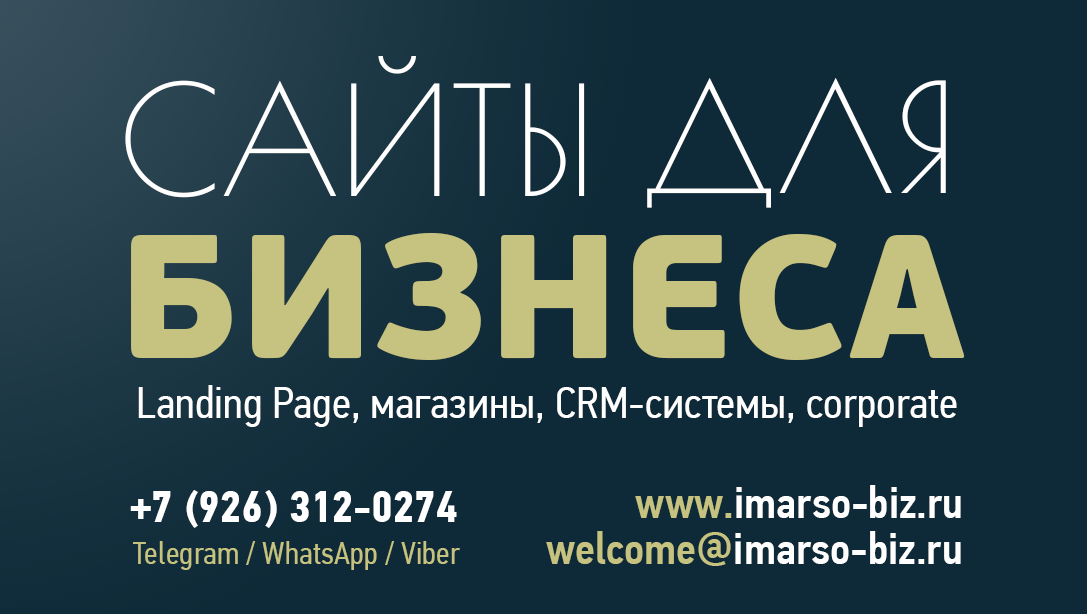 САЙТЫ ДЛЯ
БИЗНЕСА
Landing Page, магазины, CRM-системы, corporate
+7 (926) 312-0274
Telegram / WhatsApp / Viber
www.imarso-biz.ru
welcome@imarso-biz.ru